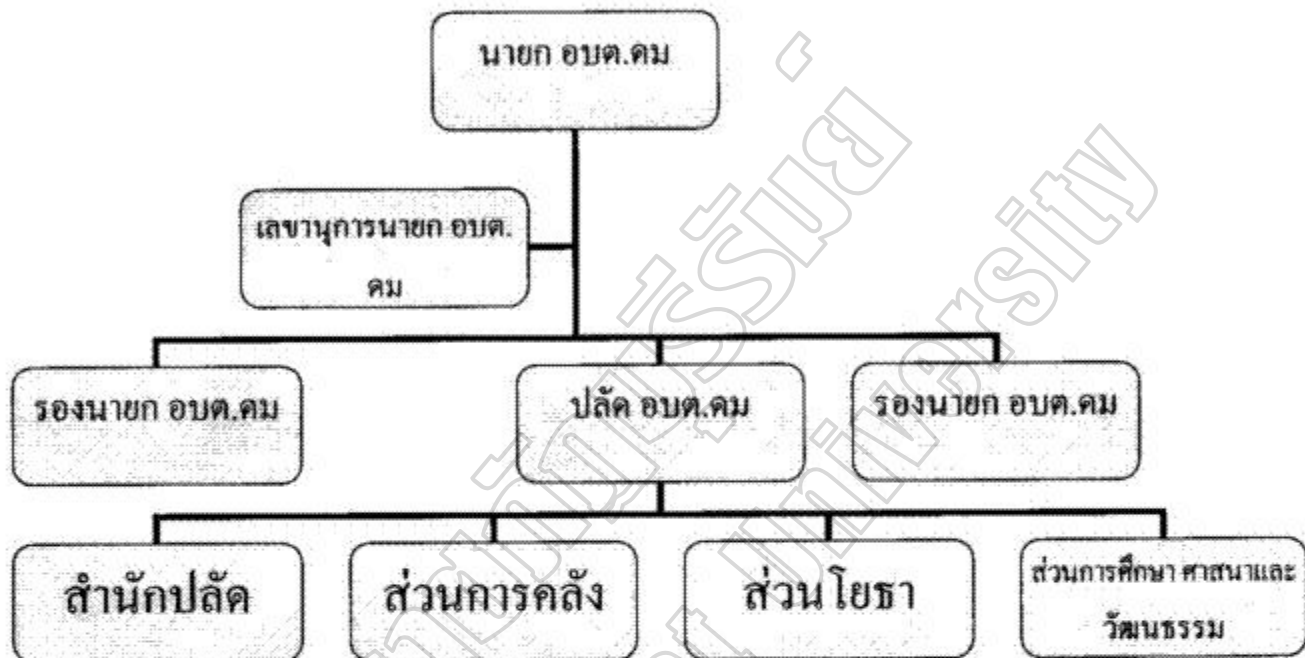 นายก อบต.คม
เลขานุการนายก อบต.
คม
รองนายก อบต.คม
ปลัด อบต.คม
รองนายก อบต.คม
สำนักปลัด
ส่วนการคลัง
ส่วนโยธา
ส่วนการศึกษา ศาสนาและ
วัฒนธรรม
University